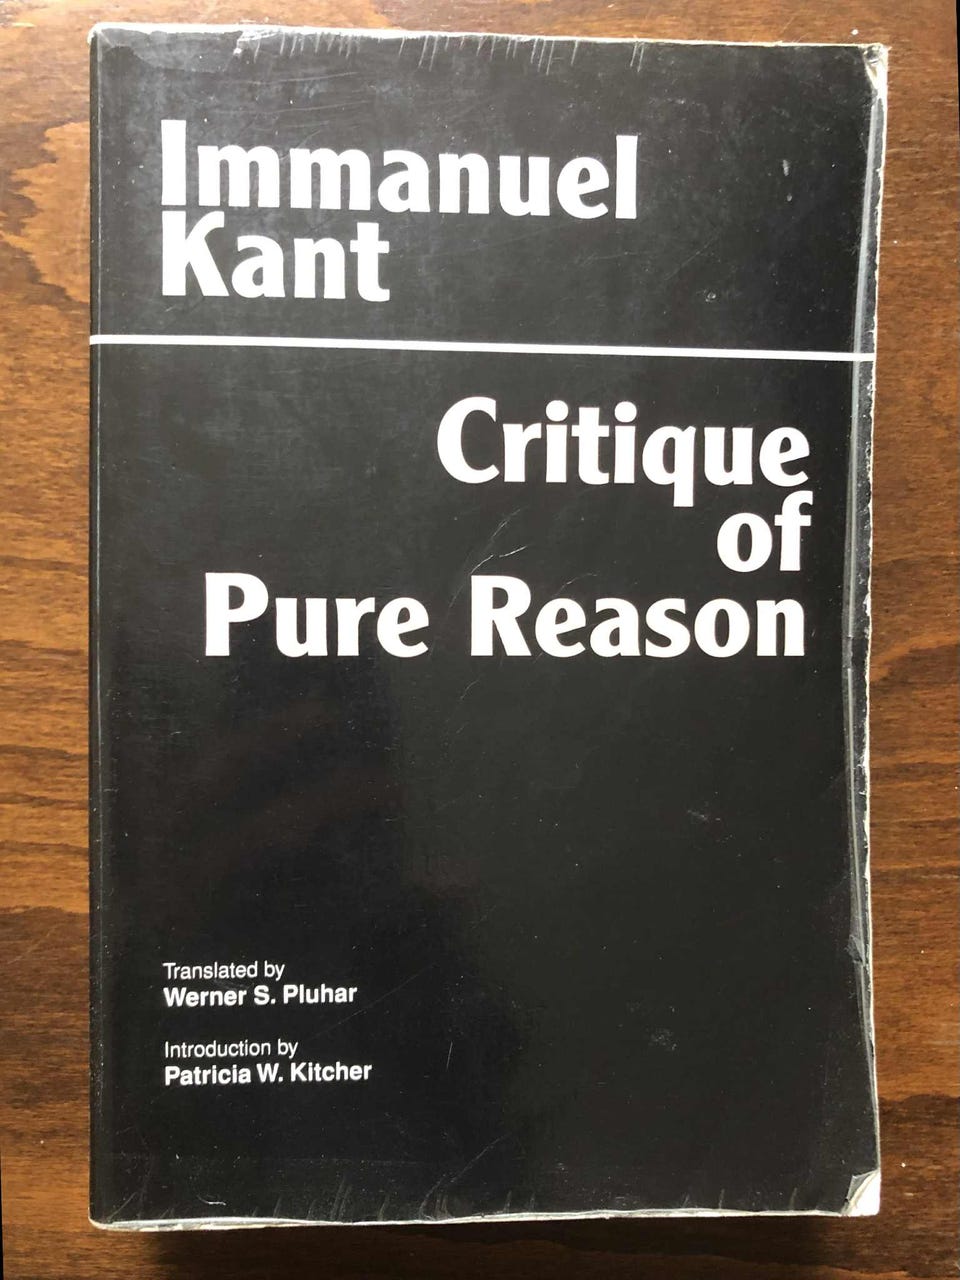 Immanuel
Kant
Critique
of
Pure Reason
Translated by
Werner S. Pluhar
Introduction by
Patricia W. Kitcher